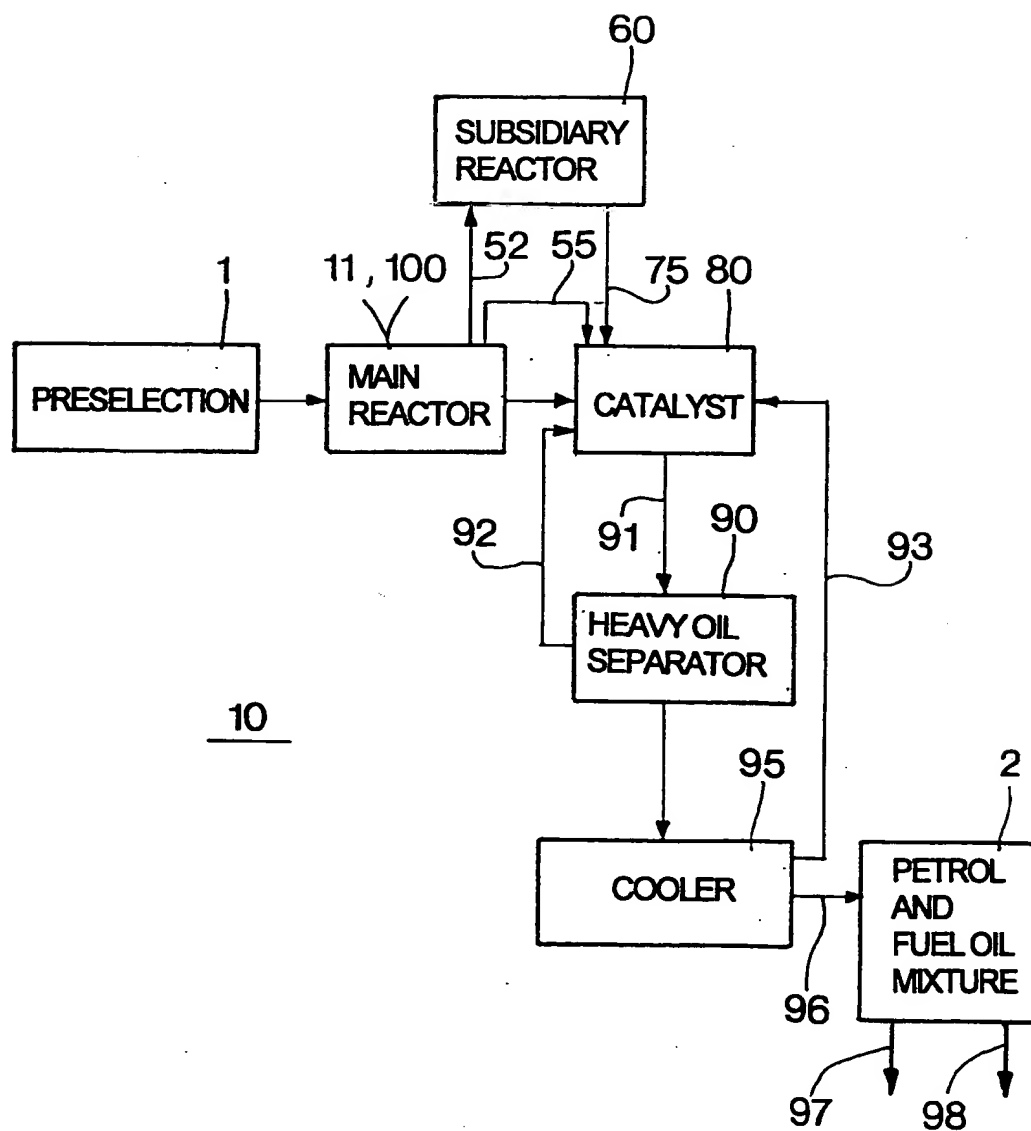 60
SUBSIDIARY
REACTOR
52
55
75
80
11, 100
1
PRESELECTION
MAIN
REACTOR
CATALYST
92
91
90
93
HEAVY OIL
SEPARATOR
10
95
2
COOLER
PETROL
AND
FUEL OIL
MIXTURE
96
97
98